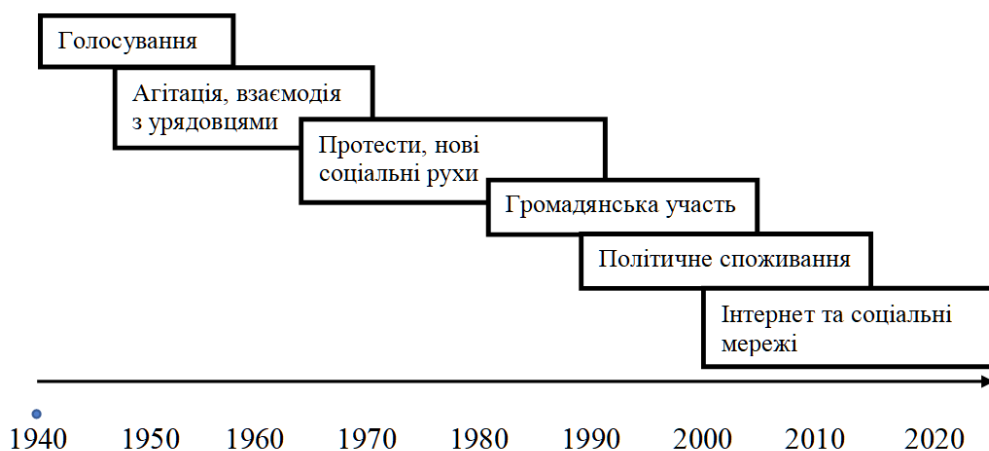 Голосування
Агітація, взаємодія
з урядовцями
Протести, нові
соціальні рухи
Громадянська участь
Політичне споживання
Інтернет та соціальні
мережі
1940 1950 1960 1970 1980 1990 2000 2010 2020